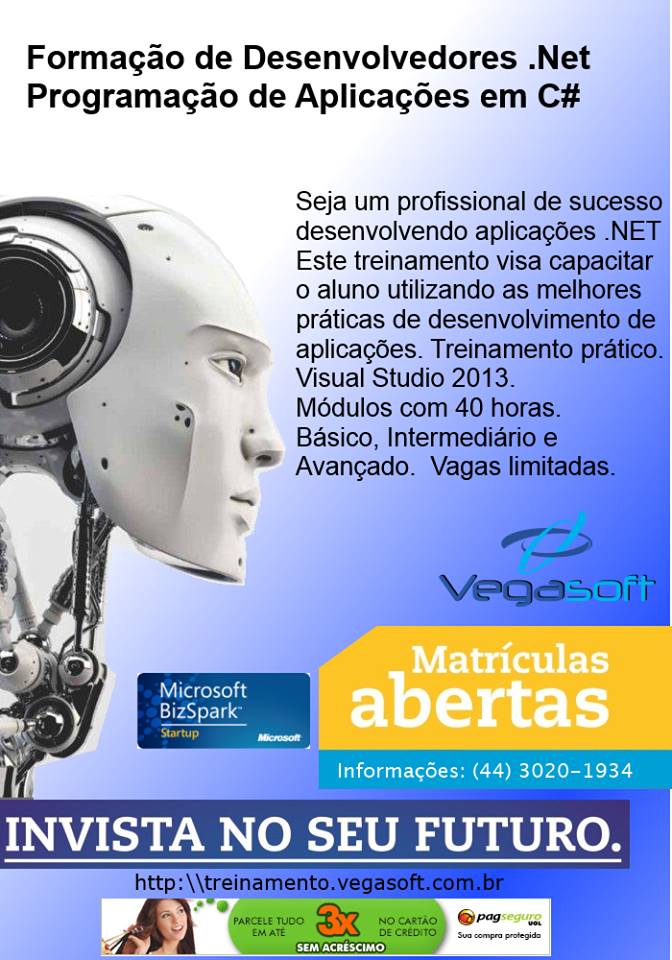 Formação de Desenvolvedores .Net
Programação de Aplicações em C#
Seja um profissional de sucesso
desenvolvendo aplicações .NET
Este treinamento visa capacitar
o aluno utilizando as melhores
práticas de desenvolvimento de
aplicações. Treinamento prático.
Visual Studio 2013.
Módulos com 40 horas.
Básico, Intermediário e
Avançado. Vagas limitadas.
Vegasoft
Matrículas
abertas
Microsoft
BizSpark™
Startup
Microsoft
Informações: (44) 3020-1934
INVISTA NO SEU FUTURO.
http:\\treinamento.vegasoft.com.br
PARCELE TUDO
EM ATÉ
3x
SEM ACRÉSCIMO
NO CARTÃO
DE CRÉDITO
pagseguro
UOL
Sua compra protegida